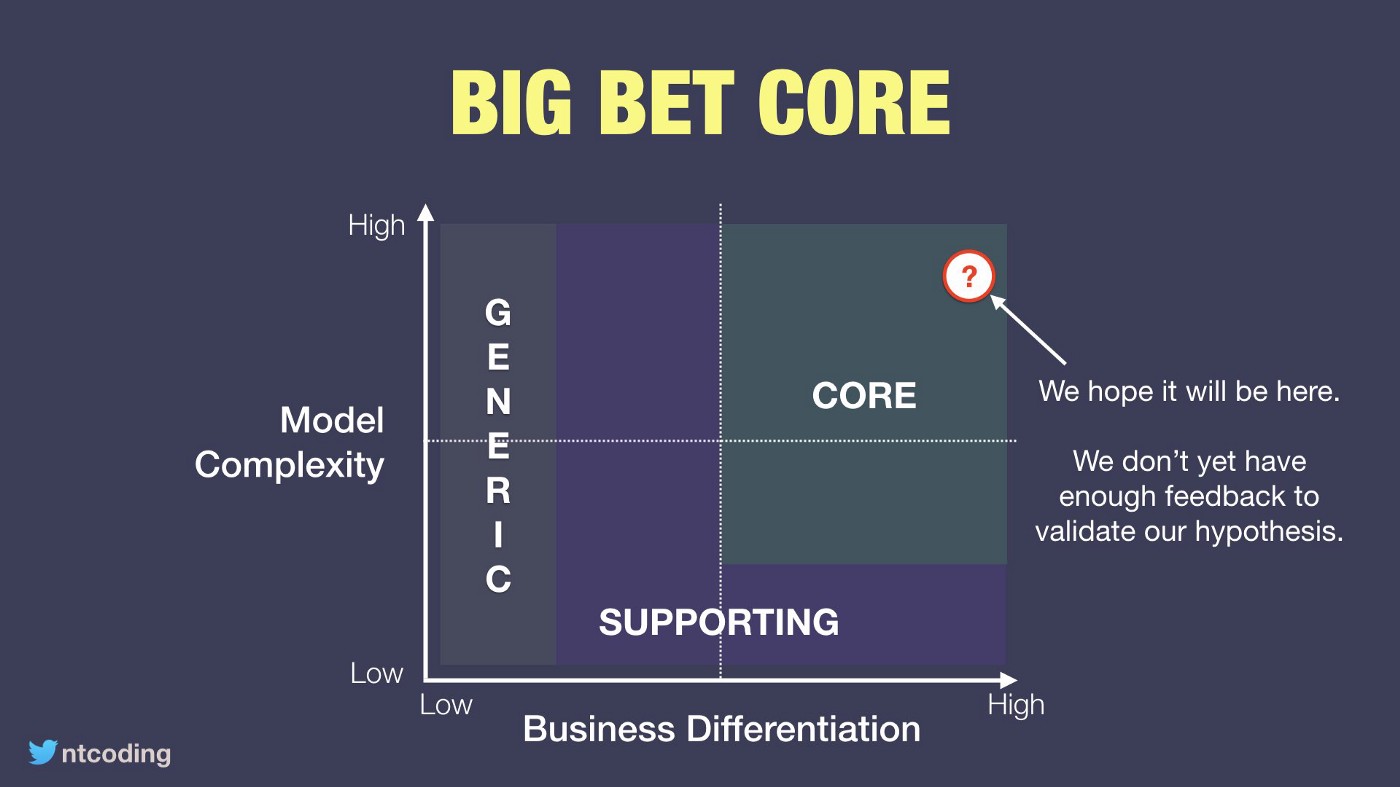 BIG BET CORE
High
GENERIC
?
CORE
We hope it will be here.
Model
Complexity
We don’t yet have
enough feedback to
validate our hypothesis.
SUPPORTING
Low
Low
High
Business Differentiation
ntcoding